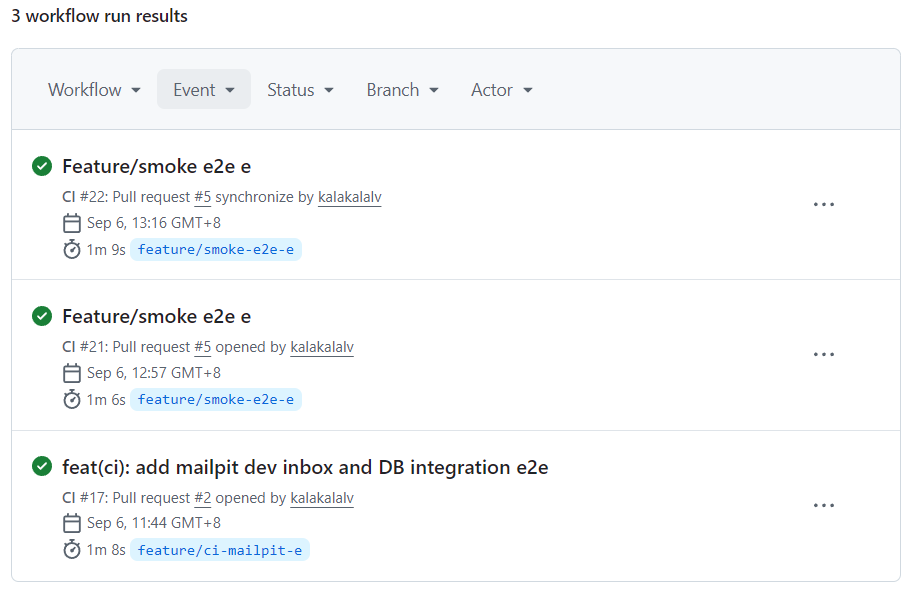 3 workflow run results
Workflow Event Status Branch Actor
Feature/smoke e2e e
CI #22: Pull request #5 synchronize by kalakalalv
Sep 6, 13:16 GMT+8
1m 9s feature/smoke-e2e-e
Feature/smoke e2e e
CI #21: Pull request #5 opened by kalakalalv
Sep 6, 12:57 GMT+8
1m 6s feature/smoke-e2e-e
feat(ci): add mailpit dev inbox and DB integration e2e
CI #17: Pull request #2 opened by kalakalalv
Sep 6, 11:44 GMT+8
1m 8s feature/ci-mailpit-e